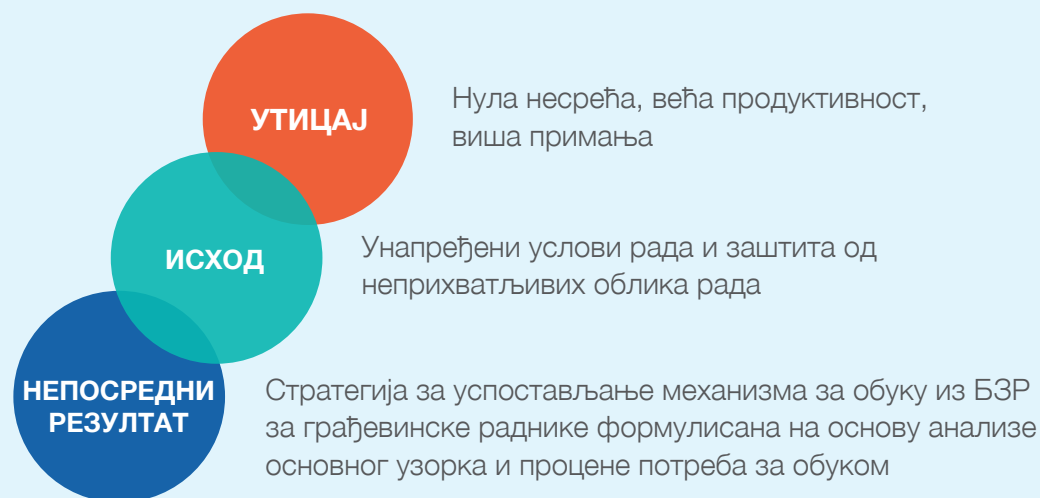 УТИЦАЈ
Нула несрећа, већа продуктивност,
виша примања
ИСХОД
Унапређени услови рада и заштита од
неприхватљивих облика рада
НЕПОСРЕДНИ
РЕЗУЛТАТ
Стратегија за успостављање механизма за обуку из БЗР
за грађевинске раднике формулисана на основу анализе
основног узорка и процене потреба за обуком